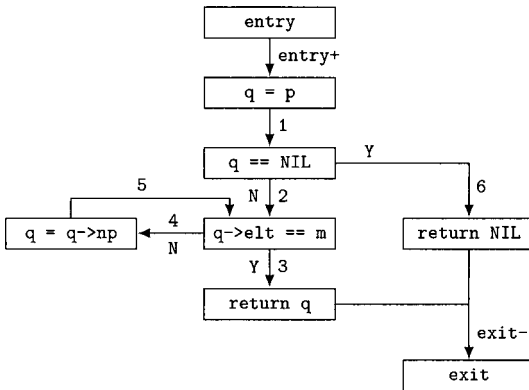 entry
entry+
q = p
1
q == NIL
Y
N 2
6
5
q = q->np
4
N
q->elt == m
return NIL
Y 3
return q
exit-
exit